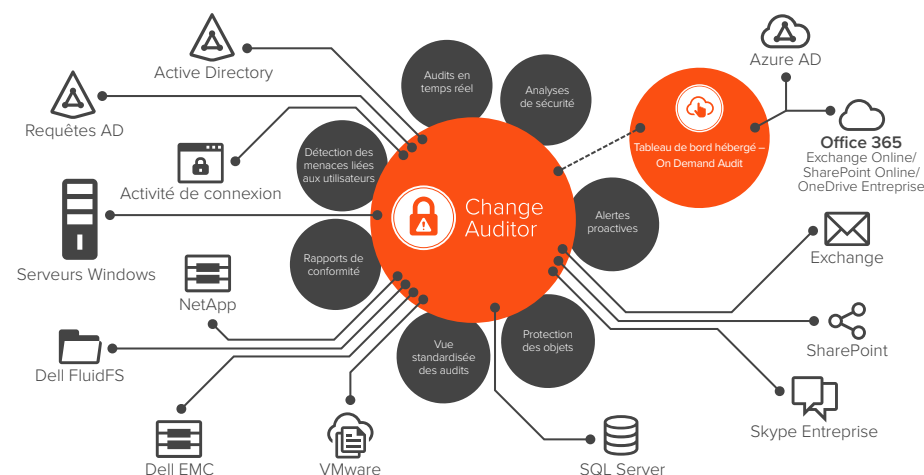 Active Directory
Requêtes AD
Activité de connexion
Serveurs Windows
NetApp
Dell FluidFS
Dell EMC
VMware
SQL Server
Audits en
temps réel
Analyses
de sécurité
Détection des
menaces liées
aux utilisateurs
Change
Auditor
Alertes
proactives
Rapports de
conformité
Vue
standardisée
des audits
Protection
des objets
Tableau de bord hébergé –
On Demand Audit
Azure AD
Office 365
Exchange Online/
SharePoint Online/
OneDrive Entreprise
Exchange
SharePoint
Skype Entreprise